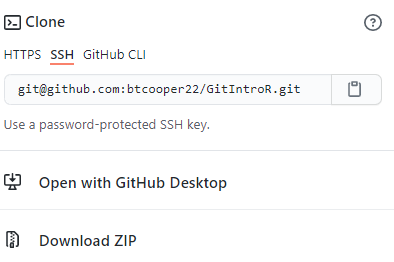 Clone
HTTPS SSH GitHub CLI
git@github.com:btcooper22/GitIntroR.git
Use a password-protected SSH key.
Open with GitHub Desktop
Download ZIP